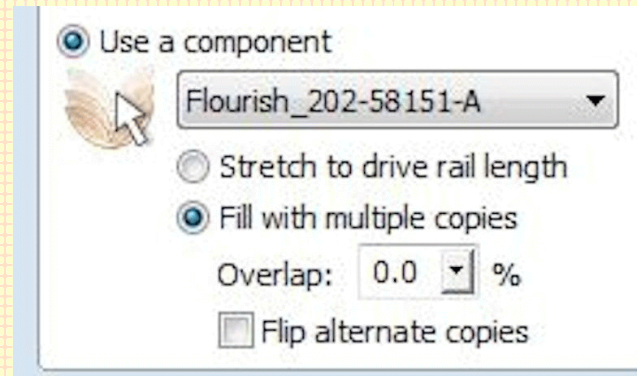 Use a component
Flourish_202-58151-A
Stretch to drive rail length
Fill with multiple copies
Overlap: 0.0 %
Flip alternate copies